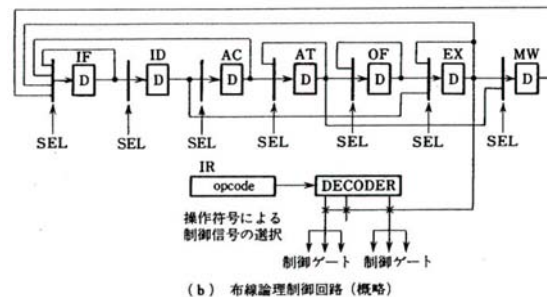 IF ID AC AT OF EX MW
D D D D D D D
SEL SEL SEL SEL SEL SEL SEL
IR
opcode
DECODER
操作符号による
制御信号の選択
制御ゲート 制御ゲート
(b) 布線論理制御回路(概略)